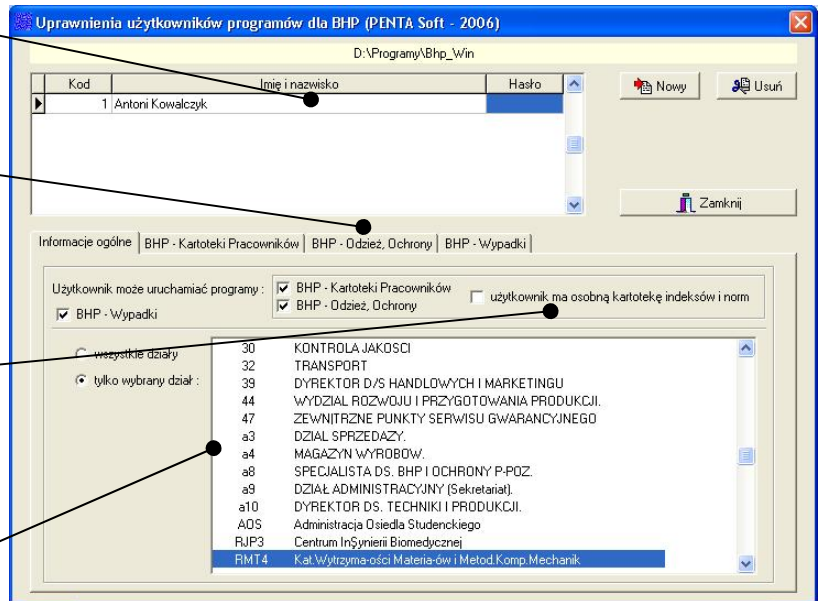 Uprawnienia użytkowników programów dla BHP (PENTA Soft - 2006)
D:\Programy\Bhp_Win
Kod Imię i nazwisko Hasło
1 Antoni Kowalczyk
Nowy Usuń
Zamknij
Informacje ogólne BHP - Kartoteki Pracowników BHP - Odzież, Ochrony BHP - Wypadki
Użytkownik może uruchamiać programy : BHP - Kartoteki Pracowników
BHP - Wypadki BHP - Odzież, Ochrony użytkownik ma osobną kartotekę indeksów i norm
wszystkie działy
tylko wybrany dział :
30 KONTROLA JAKOSCI
32 TRANSPORT
39 DYREKTOR D/S HANDLOWYCH I MARKETINGU
44 WYDZIAL ROZWOJU I PRZYGOTOWANIA PRODUKCJI.
47 ZEWN|TRZNE PUNKTY SERWISU GWARANCYJNEGO
a3 DZIAL SPRZEDAZY.
a4 MAGAZYN WYROBOW.
a8 SPECJALISTA DS. BHP I OCHRONY P-POZ.
a9 DZIAŁ ADMINISTRACYJNY (Sekretariat).
a10 DYREKTOR DS. TECHNIKI I PRODUKCJI.
AOS Administracja Osiedla Studenckiego
RJP3 Centrum InŞynierii Biomedycznej
RMT4 Kat.Wytrzyma-ości Materia-ów i Metod.Komp.Mechanik